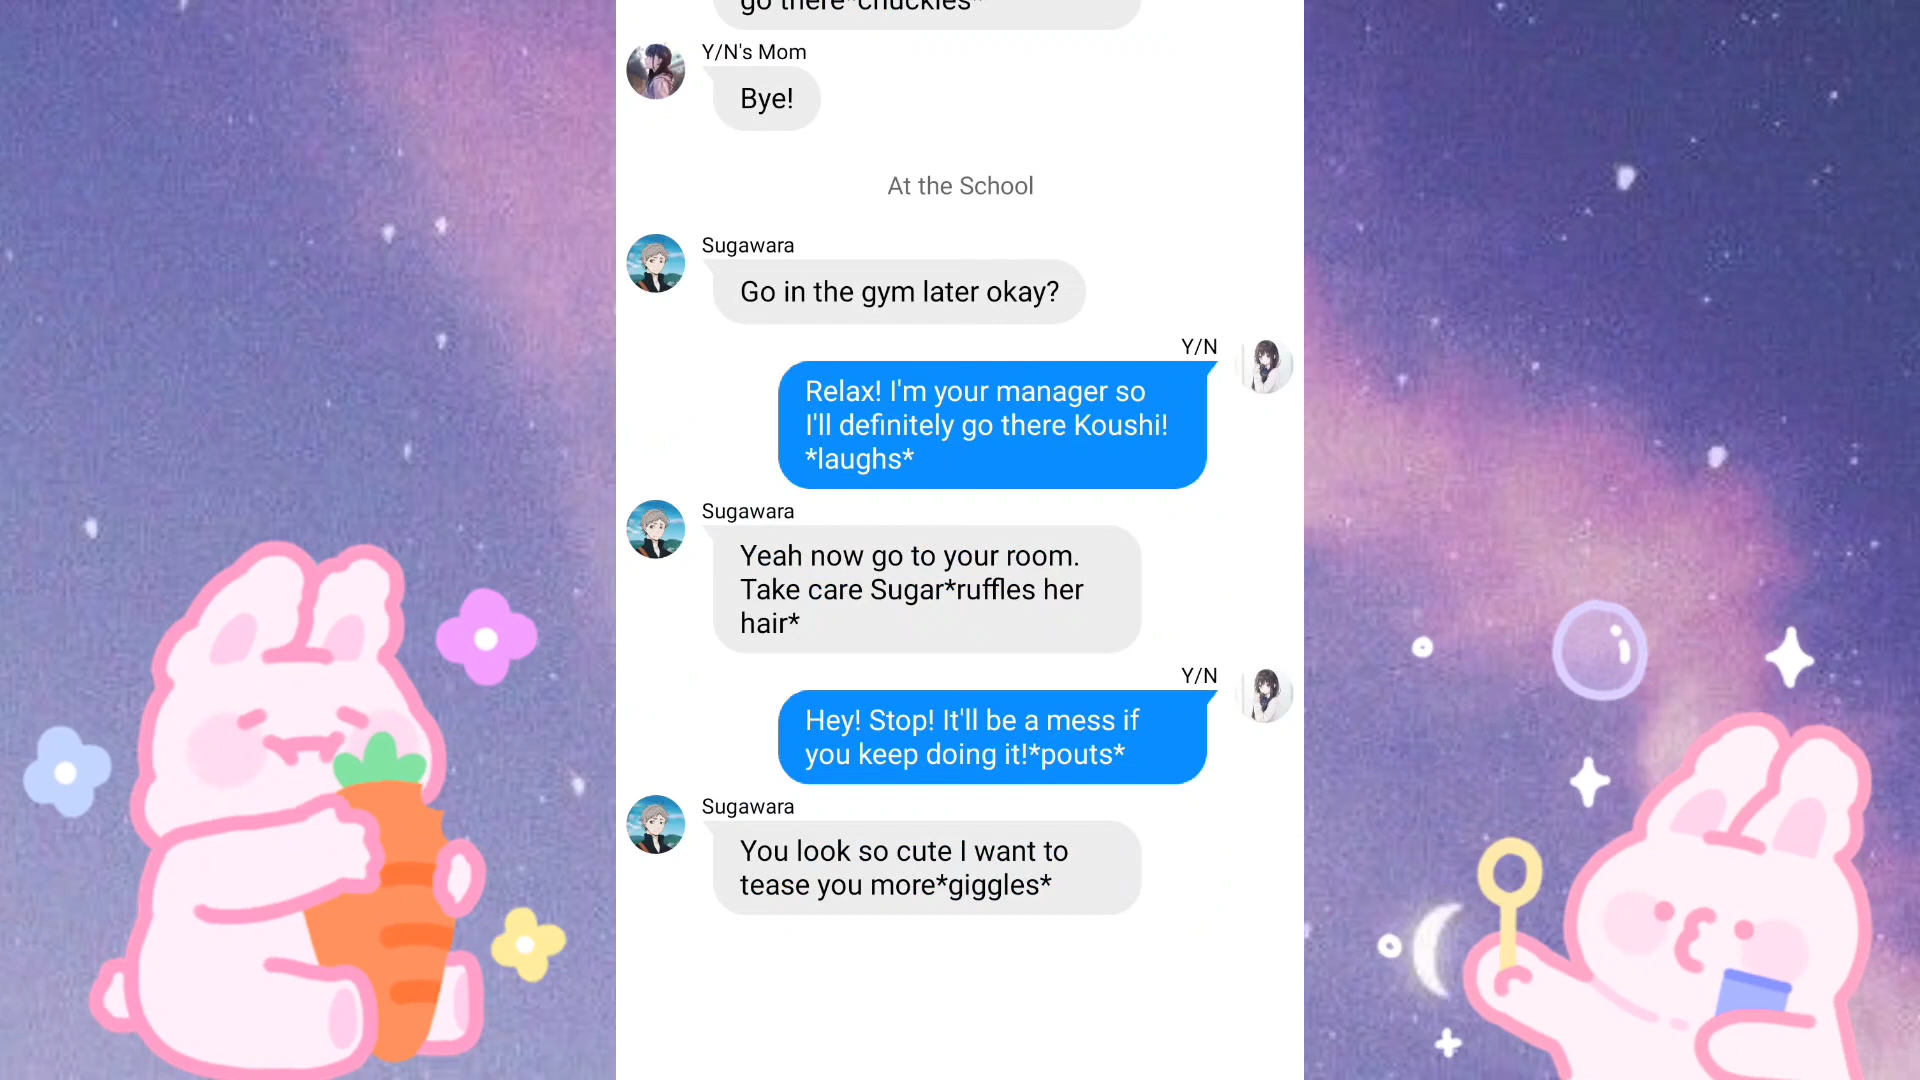 go there*chuckles*
Y/N's Mom
Bye!
At the School
Sugawara
Go in the gym later okay?
Y/N
Relax! I'm your manager so
I'll definitely go there Koushi!
*laughs*
Sugawara
Yeah now go to your room.
Take care Sugar*ruffles her
hair*
Y/N
Hey! Stop! It'll be a mess if
you keep doing it!*pouts*
Sugawara
You look so cute I want to
tease you more*giggles*